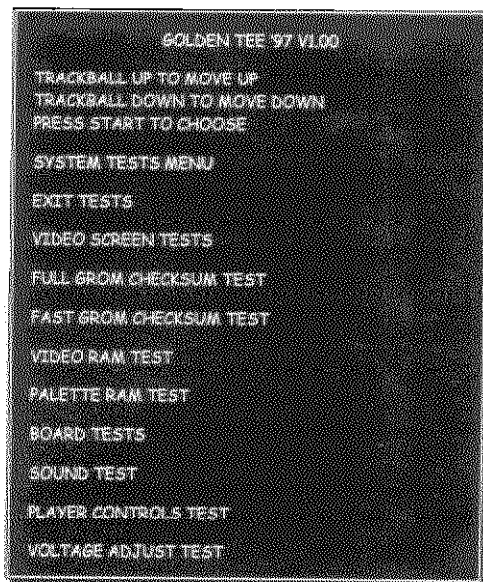 GOLDEN TEE '97 V1.00
TRACKBALL UP TO MOVE UP
TRACKBALL DOWN TO MOVE DOWN
PRESS START TO CHOOSE
SYSTEM TESTS MENU
EXIT TESTS
VIDEO SCREEN TESTS
FULL GROM CHECKSUM TEST
FAST GROM CHECKSUM TEST
VIDEO RAM TEST
PALETTE RAM TEST
BOARD TESTS
SOUND TEST
PLAYER CONTROLS TEST
VOLTAGE ADJUST TEST